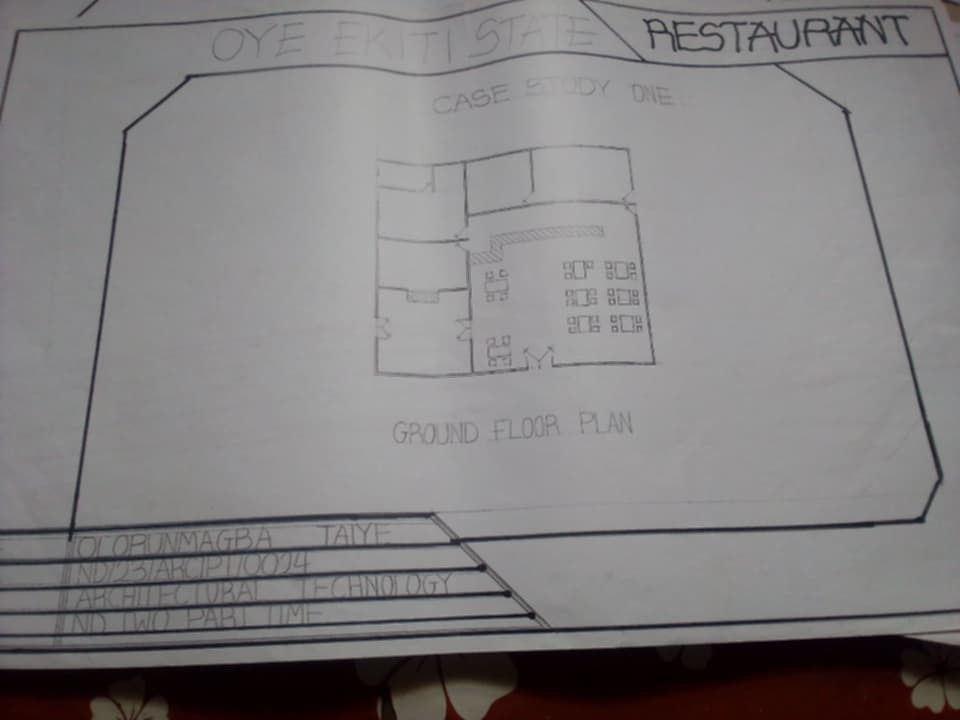 OYE EKITI STATE
RESTAURANT
CASE STUDY ONE
GROUND FLOOR PLAN
OLORUNMAGBA TAIYE
ND/23/ARC/PT/0094
ARCHITECTURAL TECHNOLOGY
ND TWO PART TIME